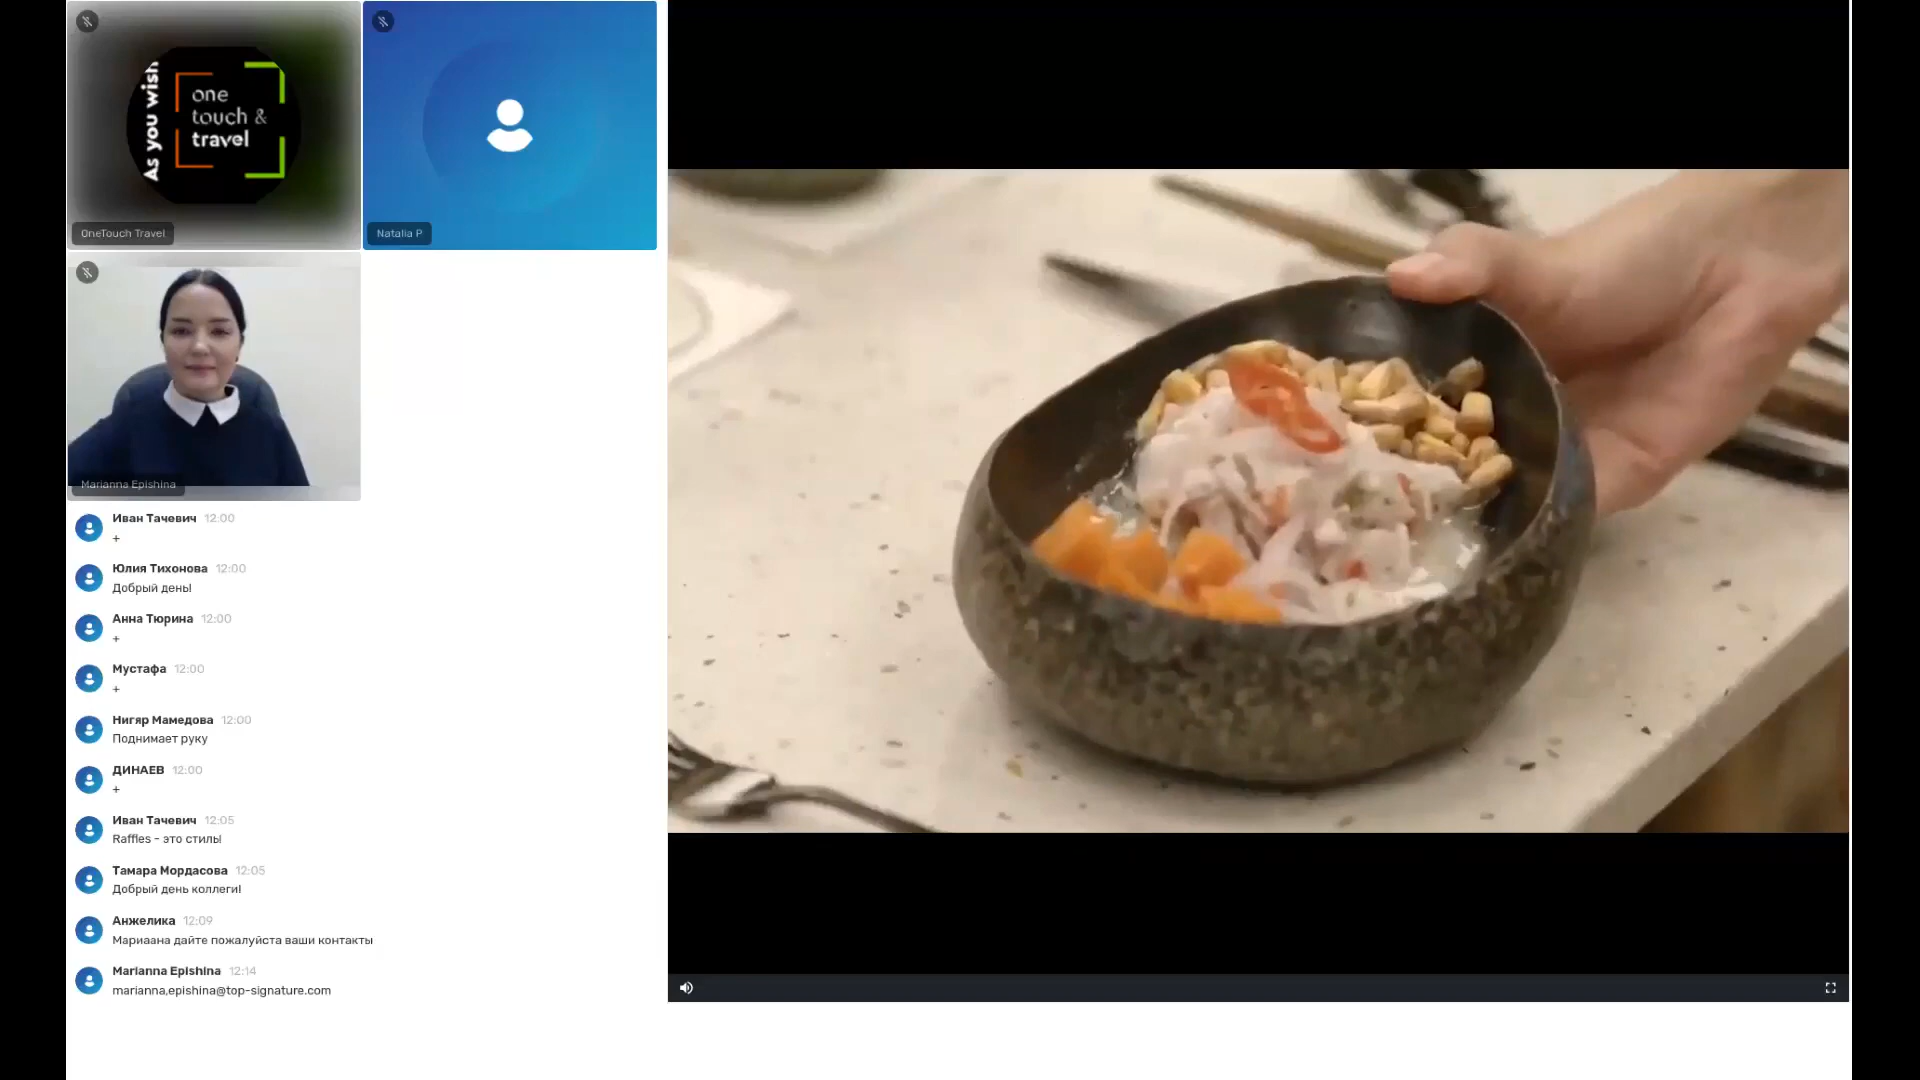 As you wish
one
touch &
travel
OneTouch Travel
Natalia P
Marianna Epishina
Иван Тачевич 12:00
+
Юлия Тихонова 12:00
Добрый день!
Анна Тюрина 12:00
+
Мустафа 12:00
+
Нигяр Мамедова 12:00
Поднимает руку
ДИНАЕВ 12:00
+
Иван Тачевич 12:05
Raffles - это стиль!
Тамара Мордасова 12:05
Добрый день коллеги!
Анжелика 12:09
Мариаана дайте пожалуйста ваши контакты
Marianna Epishina 12:14
marianna,epishina@top-signature.com